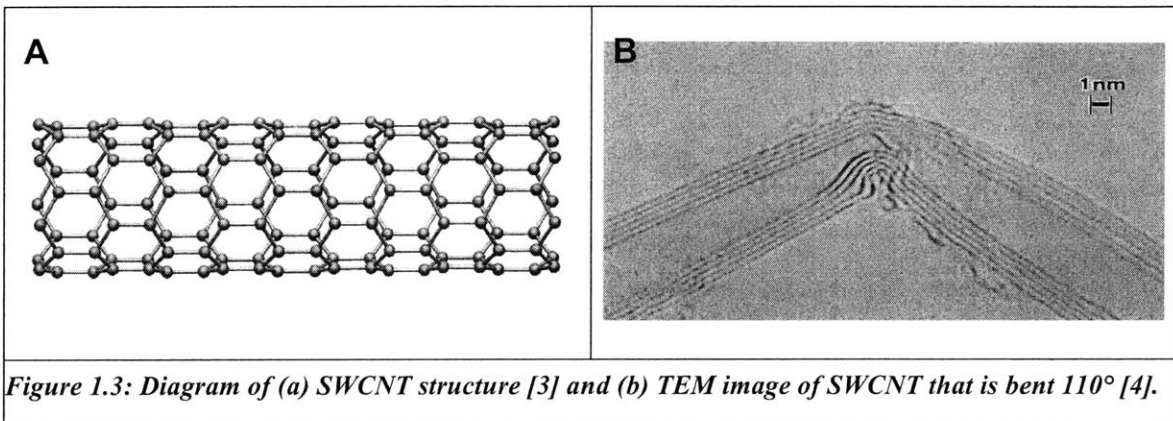 A
B
1 nm
Figure 1.3: Diagram of (a) SWCNT structure [3] and (b) TEM image of SWCNT that is bent 110° [4].